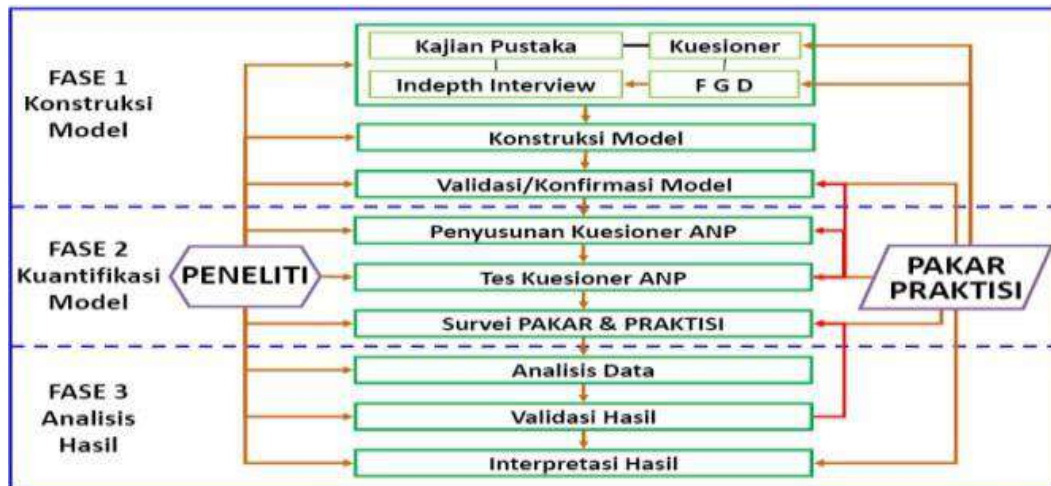 FASE 1
Konstruksi
Model
Kajian Pustaka
Kuesioner
Indepth Interview
F G D
Konstruksi Model
Validasi/Konfirmasi Model
FASE 2
Kuantifikasi
Model
PENELITI
Penyusunan Kuesioner ANP
Tes Kuesioner ANP
Survei PAKAR & PRAKTISI
PAKAR
PRAKTISI
FASE 3
Analisis
Hasil
Analisis Data
Validasi Hasil
Interpretasi Hasil